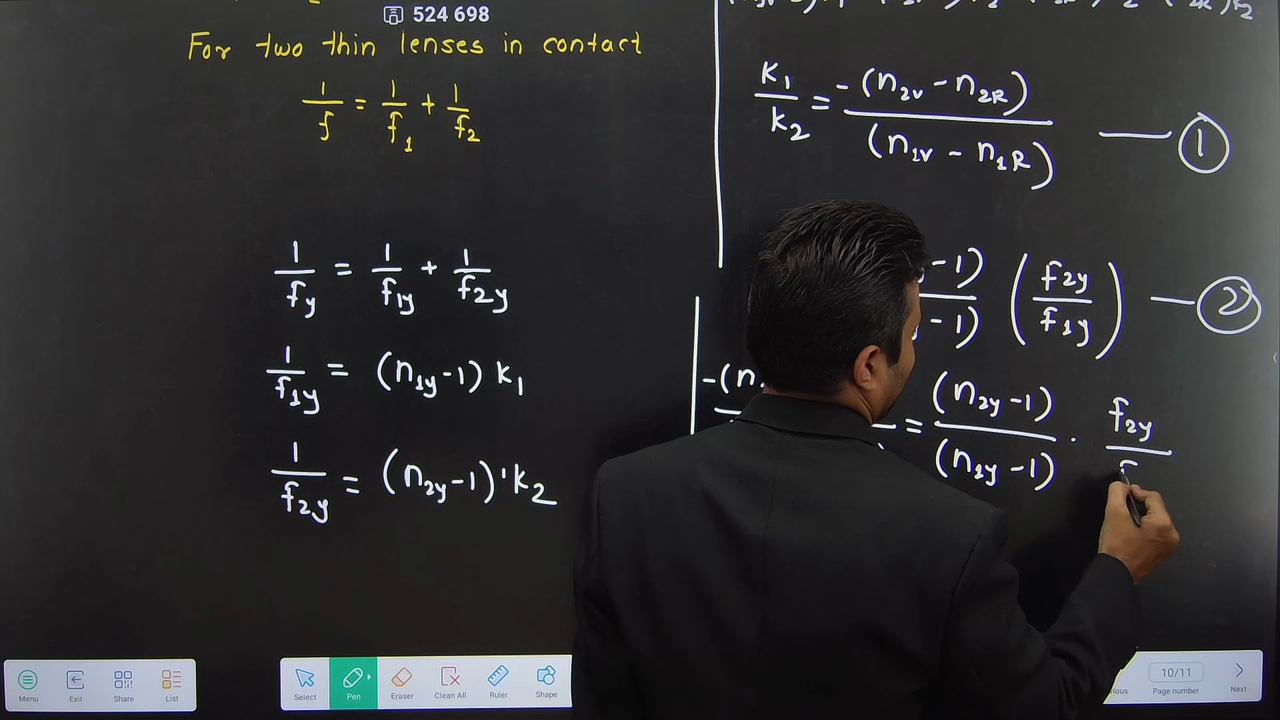 524 698
For two thin lenses in contact
1/f = 1/f₁ + 1/f₂
1/fy = 1/f1y + 1/f2y
1/f1y = (n1y-1) K₁
1/f2y = (n2y-1) K₂
K₁/K₂ = -(n2v - n2R)/(n1v - n1R) — ①
-1)/-1) (f2y/f1y) — ②
-(n = (n2y-1)/(n1y-1) · f2y/f
Menu
Exit
Share
List
Select
Pen
Eraser
Clean All
Ruler
Shape
10/11
Page number
Next